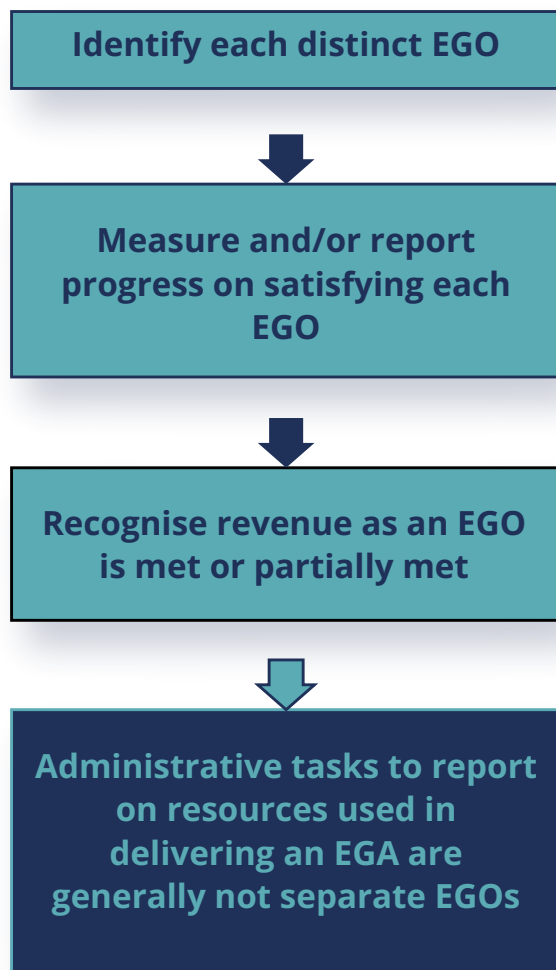 Identify each distinct EGO
Measure and/or report
progress on satisfying each
EGO
Recognise revenue as an EGO
is met or partially met
Administrative tasks to report
on resources used in
delivering an EGA are
generally not separate EGOs